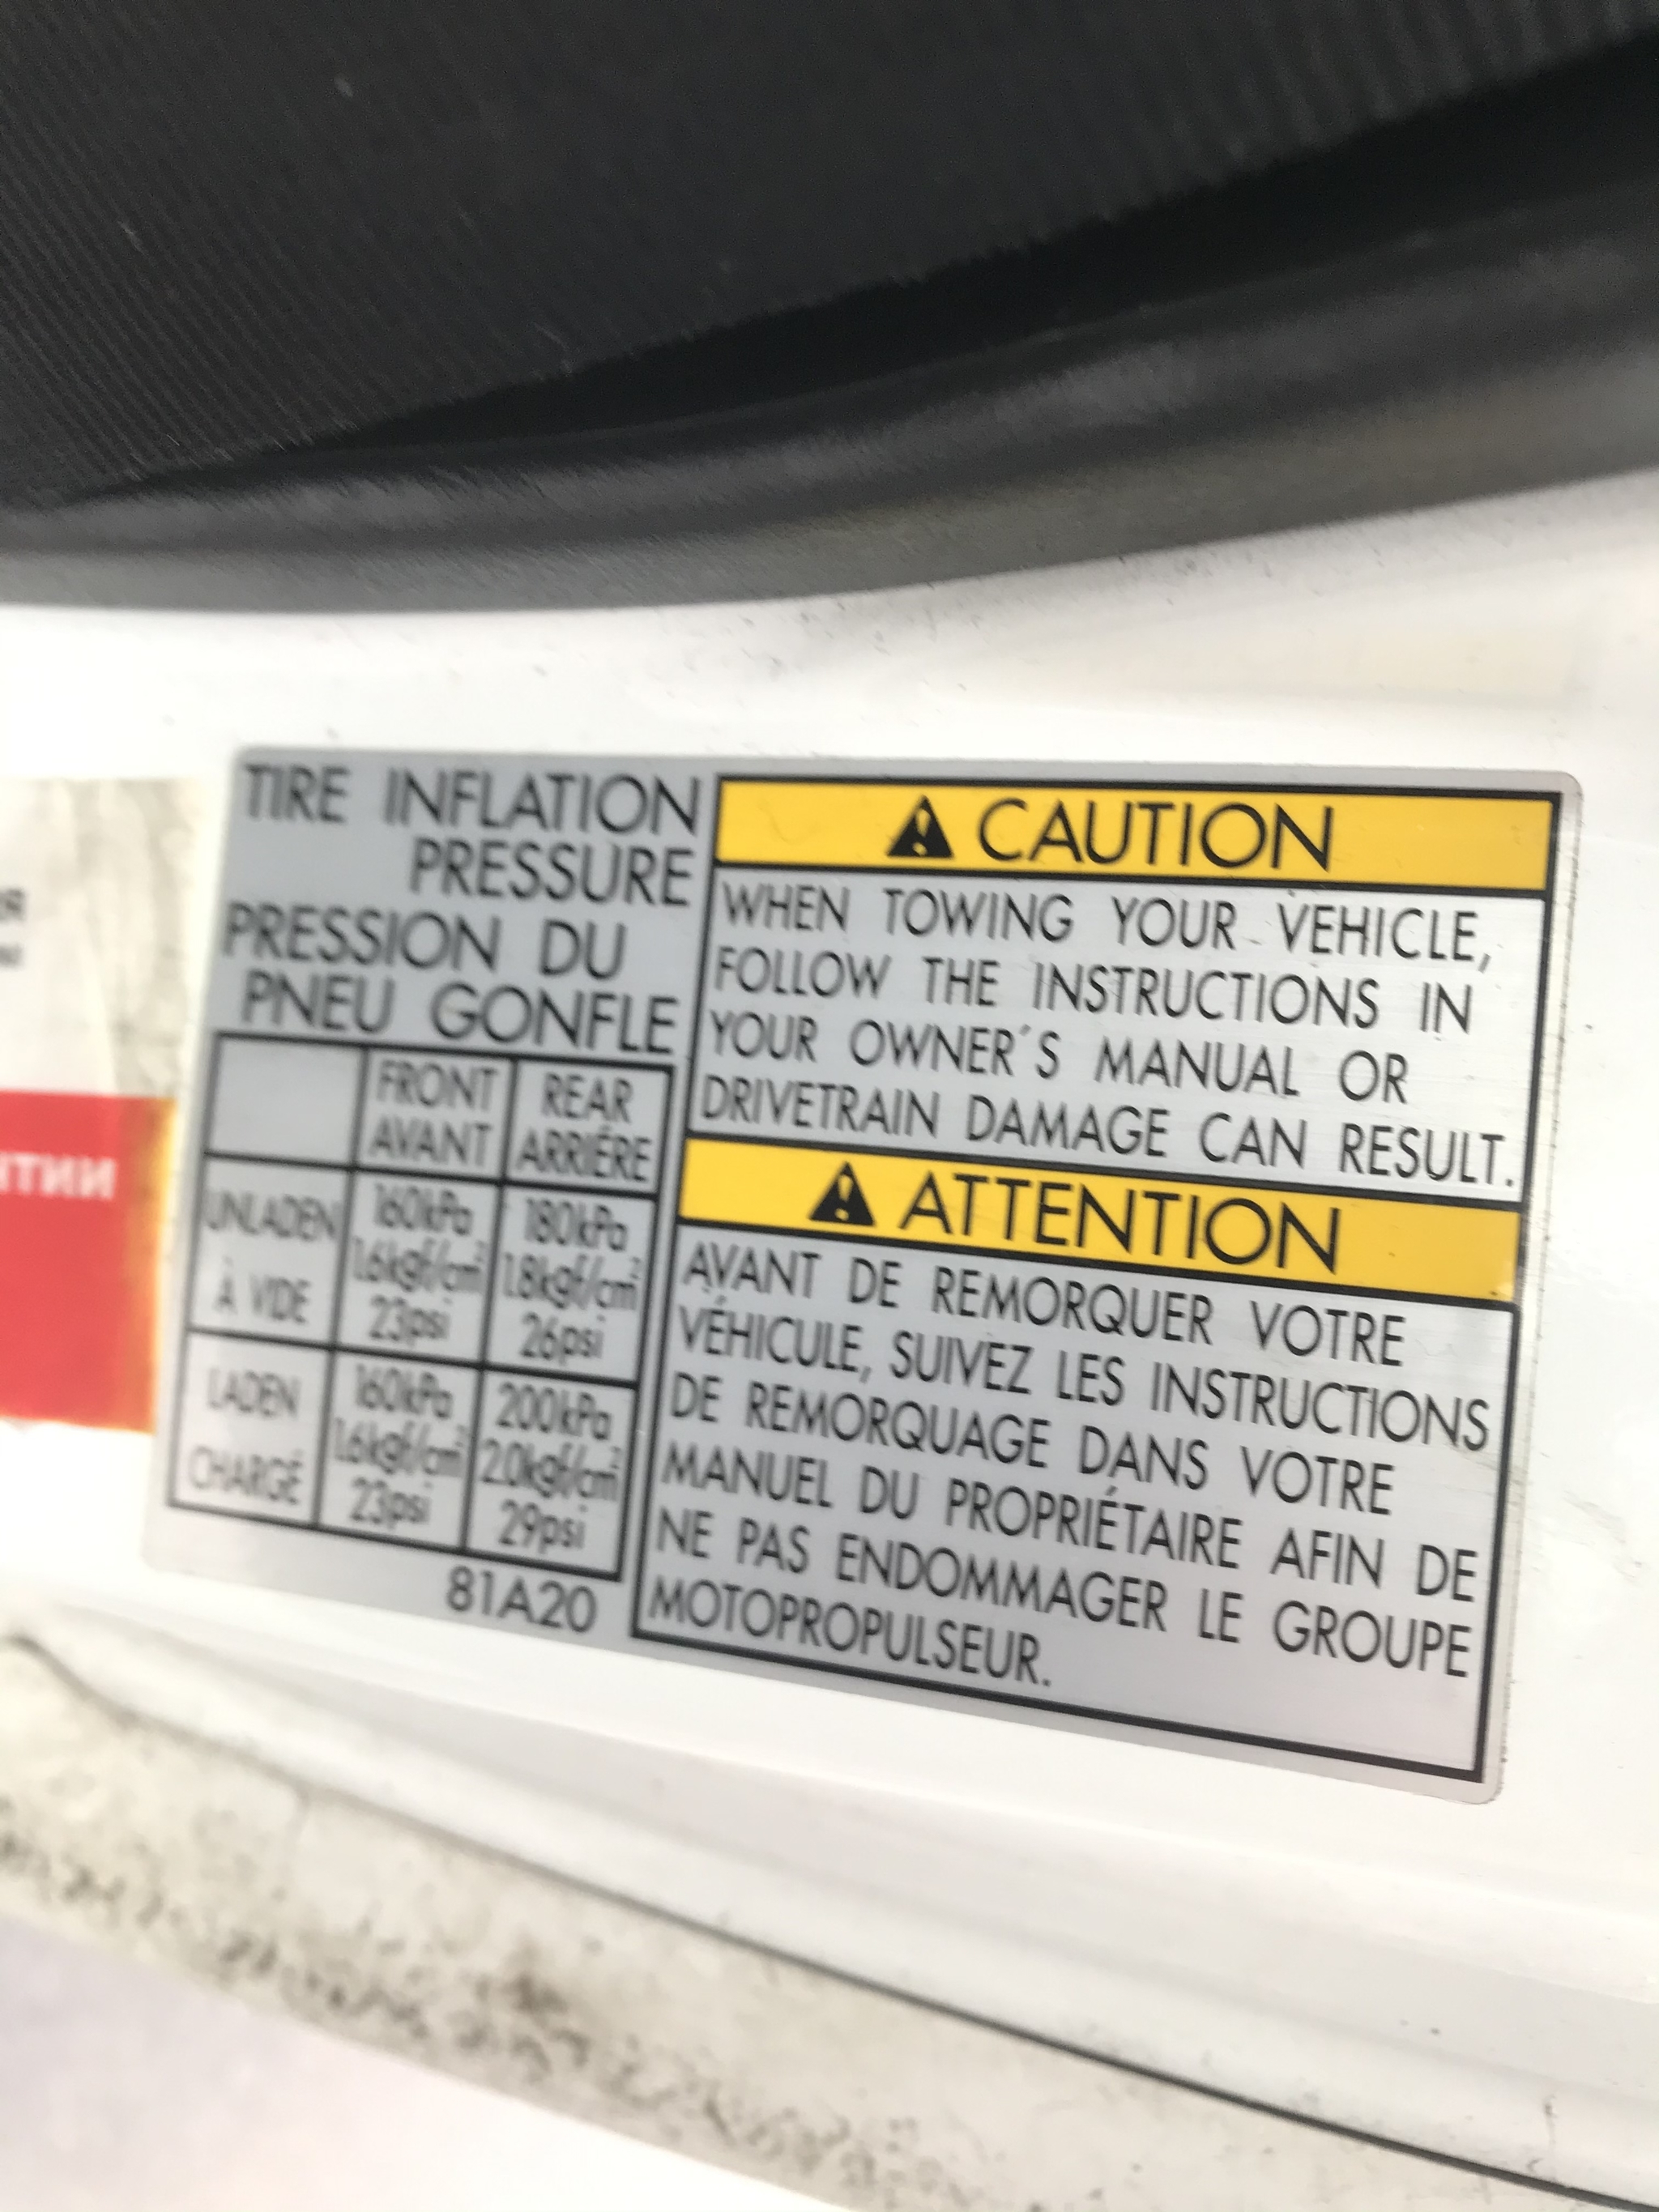 TIRE INFLATION
PRESSURE
PRESSION DU
PNEU GONFLE
FRONT REAR
AVANT ARRIÉRE
UNLADEN 160kPa 180kPa
1.6kgf/cm² 1.8kgf/cm²
À VIDE 23psi 26psi
LADEN 160kPa 200kPa
1.6kgf/cm² 2.0kgf/cm²
CHARGÉ 23psi 29psi
81A20
CAUTION
WHEN TOWING YOUR VEHICLE,
FOLLOW THE INSTRUCTIONS IN
YOUR OWNER'S MANUAL OR
DRIVETRAIN DAMAGE CAN RESULT.
ATTENTION
AVANT DE REMORQUER VOTRE
VÉHICULE, SUIVEZ LES INSTRUCTIONS
DE REMORQUAGE DANS VOTRE
MANUEL DU PROPRIÉTAIRE AFIN DE
NE PAS ENDOMMAGER LE GROUPE
MOTOPROPULSEUR.